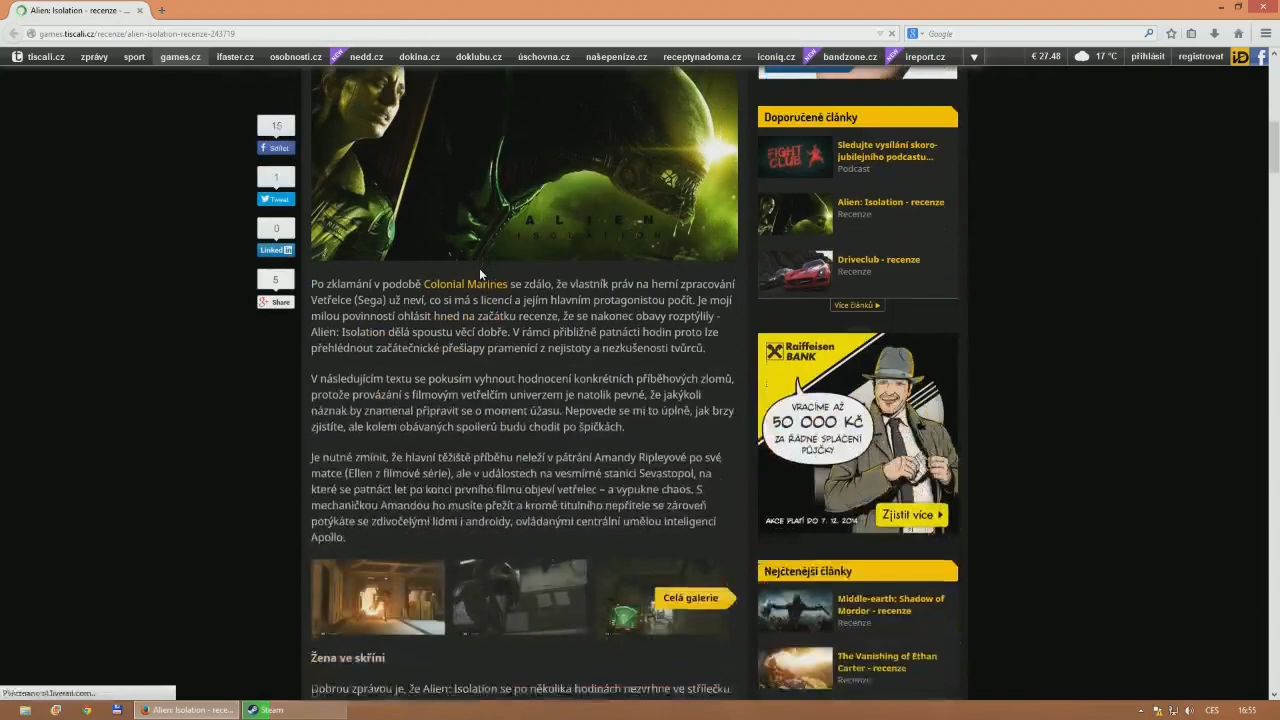 Alien: Isolation - recenze - ...
games.tiscali.cz/recenze/alien-isolation-recenze-243719
Google
tiscali.cz zprávy sport games.cz ifaster.cz osobnosti.cz NEW nedd.cz dokina.cz doklubu.cz úschovna.cz našepeníze.cz receptynadoma.cz iconiq.cz NEW bandzone.cz NEW ireport.cz € 27.48 17 °C přihlásit registrovat
15
Sdílet
1
Tweet
0
Linked in
5
Share
ALIEN
ISOLATION
Po zklamání v podobě Colonial Marines se zdálo, že vlastník práv na herní zpracování
Vetřelce (Sega) už neví, co si má s licencí a jejím hlavním protagonistou počít. Je mojí
milou povinností ohlásit hned na začátku recenze, že se nakonec obavy rozptýlily -
Alien: Isolation dělá spoustu věcí dobře. V rámci přibližně patnácti hodin proto lze
přehlédnout začátečnické přešlapy pramenící z nejistoty a nezkušenosti tvůrců.
V následujícím textu se pokusím vyhnout hodnocení konkrétních příběhových zlomů,
protože provázání s filmovým vetřelčím univerzem je natolik pevné, že jakýkoli
náznak by znamenal připravit se o moment úžasu. Nepovede se mi to úplně, jak brzy
zjistíte, ale kolem obávaných spoilerů budu chodit po špičkách.
Je nutné zmínit, že hlavní těžiště příběhu neleží v pátrání Amandy Ripleyové po své
matce (Ellen z filmové série), ale v událostech na vesmírné stanici Sevastopol, na
které se patnáct let po konci prvního filmu objeví vetřelec – a vypukne chaos. S
mechaničkou Amandou ho musíte přežít a kromě titulního nepřítele se zároveň
potýkáte se zdivočelými lidmi i androidy, ovládanými centrální umělou inteligencí
Apollo.
Celá galerie
Žena ve skříni
Dobrou zprávou je, že Alien: Isolation se po několika hodinách nezvrhne ve střílečku.
Doporučené články
FIGHT CLUB
Sledujte vysílání skoro-
jubilejního podcastu...
Podcast
Alien: Isolation - recenze
Recenze
Driveclub - recenze
Recenze
Více článků
Raiffeisen
BANK
VRACÍME AŽ
50 000 KČ
ZA ŘÁDNÉ SPLÁCENÍ
PŮJČKY
AKCE PLATÍ DO 7. 12. 2014
Zjistit více
Nejčtenější články
Middle-earth: Shadow of
Mordor - recenze
Recenze
The Vanishing of Ethan
Carter - recenze
Recenze
Alien: Isolation - rece...
Steam
CES
16:55